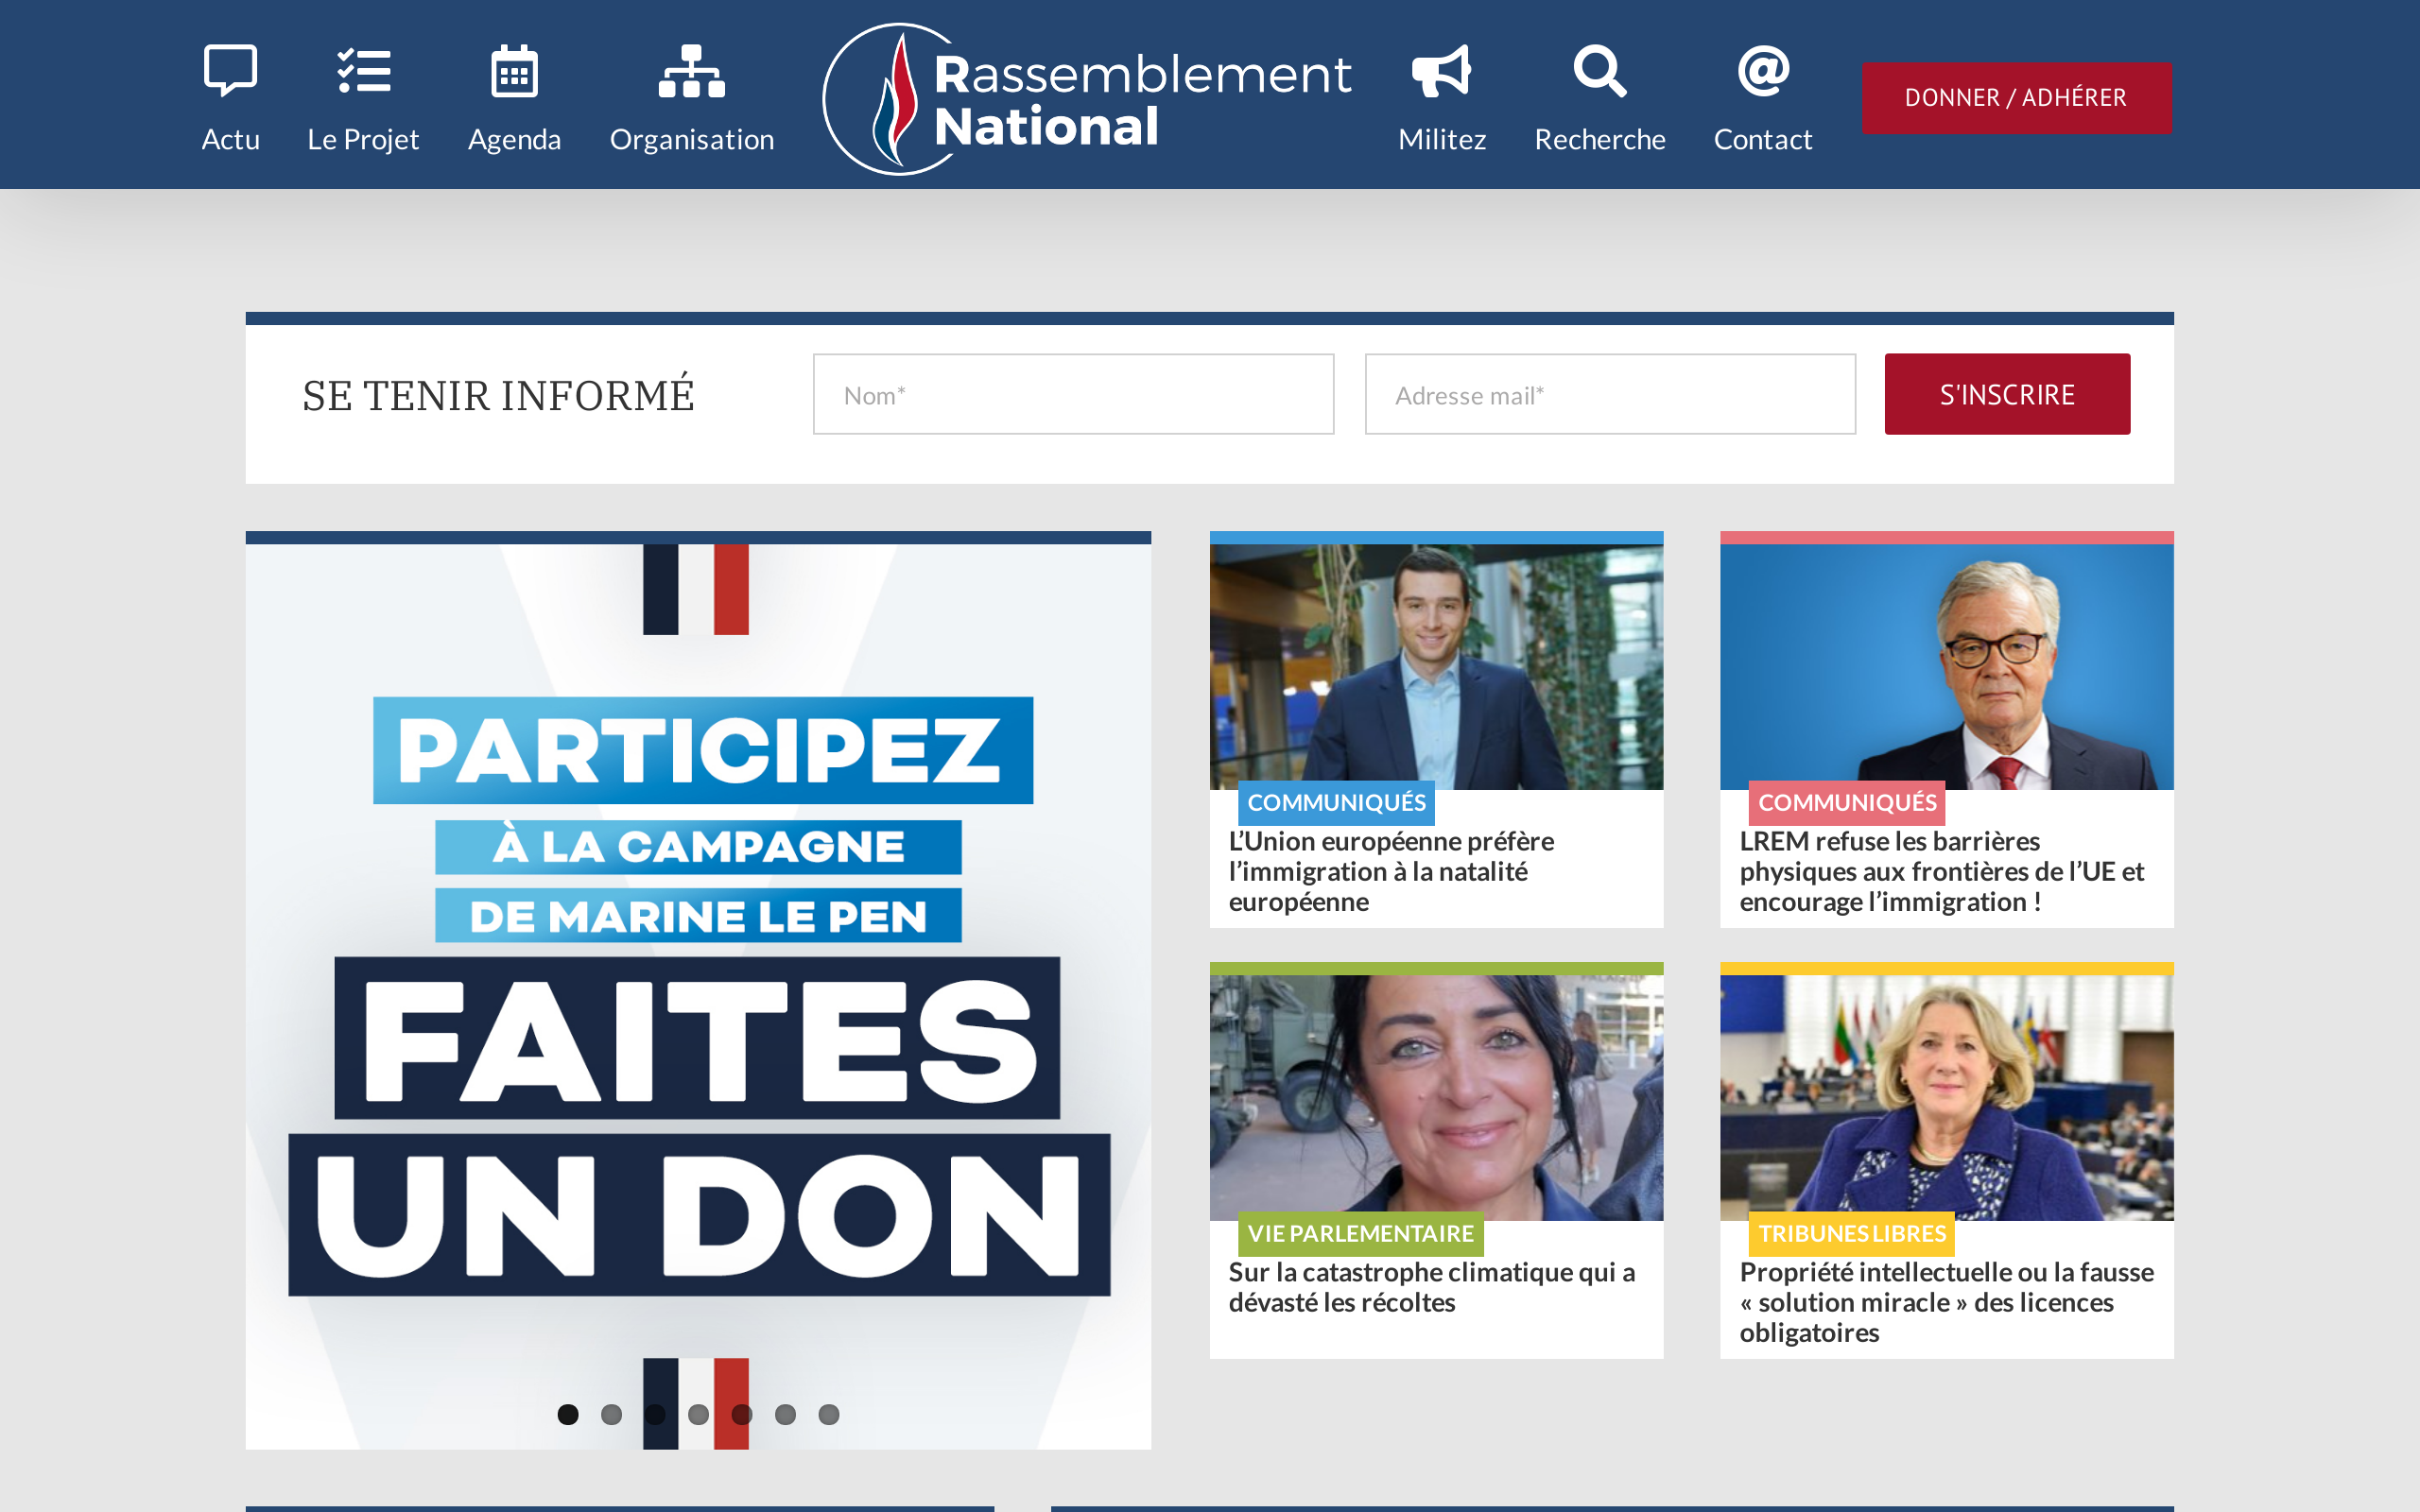 Actu
Le Projet
Agenda
Organisation
Rassemblement
National
Militez
Recherche
Contact
DONNER / ADHÉRER
SE TENIR INFORMÉ
Nom*
Adresse mail*
S'INSCRIRE
PARTICIPEZ
À LA CAMPAGNE
DE MARINE LE PEN
FAITES
UN DON
COMMUNIQUÉS
L’Union européenne préfère
l’immigration à la natalité
européenne
COMMUNIQUÉS
LREM refuse les barrières
physiques aux frontières de l’UE et
encourage l’immigration !
VIE PARLEMENTAIRE
Sur la catastrophe climatique qui a
dévasté les récoltes
TRIBUNES LIBRES
Propriété intellectuelle ou la fausse
« solution miracle » des licences
obligatoires